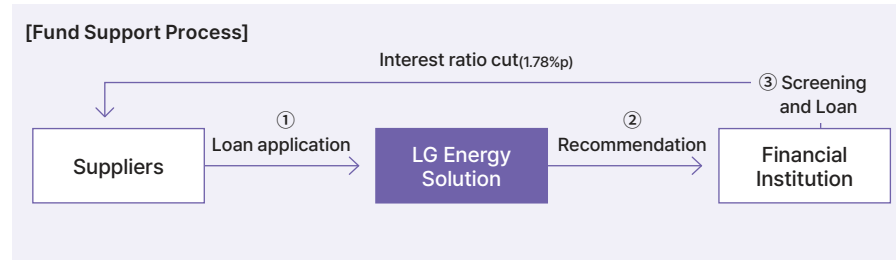 [Fund Support Process]
Interest ratio cut(1.78%p)
③ Screening
and Loan
①
Loan application
②
Recommendation
Suppliers
LG Energy
Solution
Financial
Institution